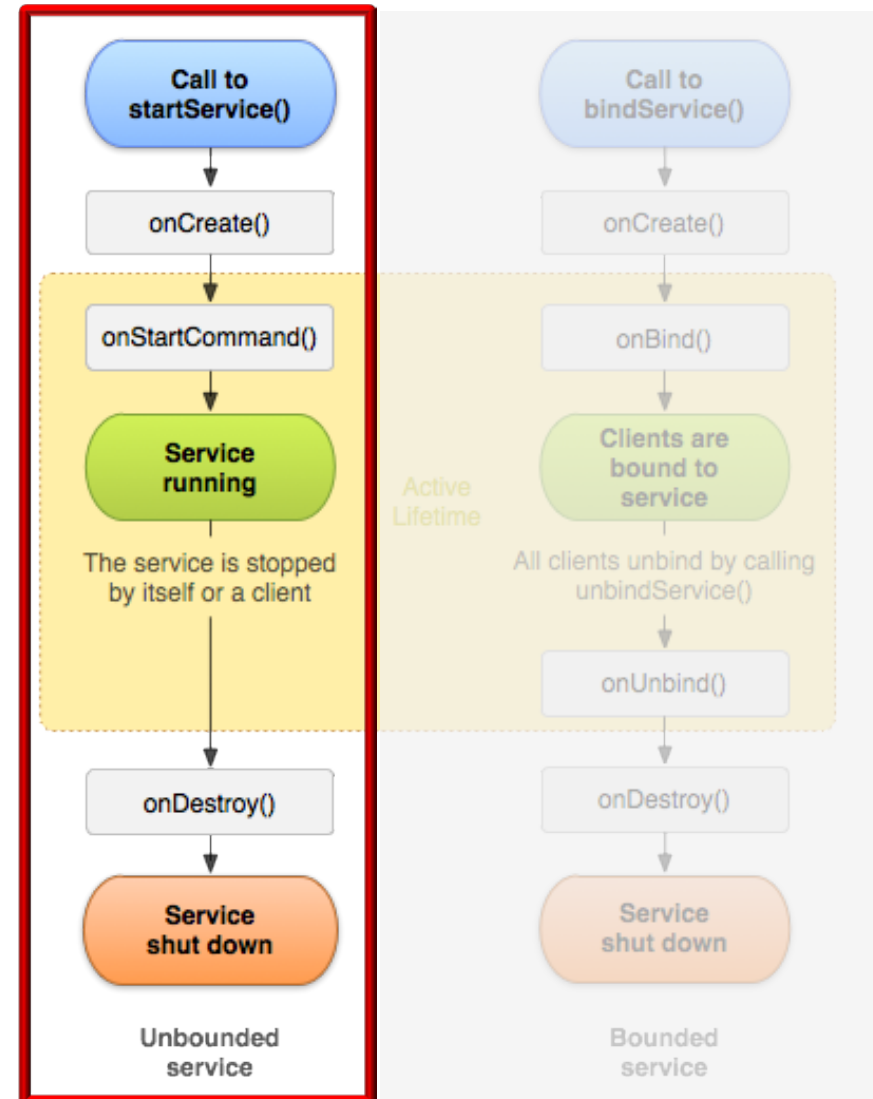 Call to
startService()
onCreate()
onStartCommand()
Service
running
The service is stopped
by itself or a client
onDestroy()
Service
shut down
Unbounded
service
Active
Lifetime
Call to
bindService()
onCreate()
onBind()
Clients are
bound to
service
All clients unbind by calling
unbindService()
onUnbind()
onDestroy()
Service
shut down
Bounded
service